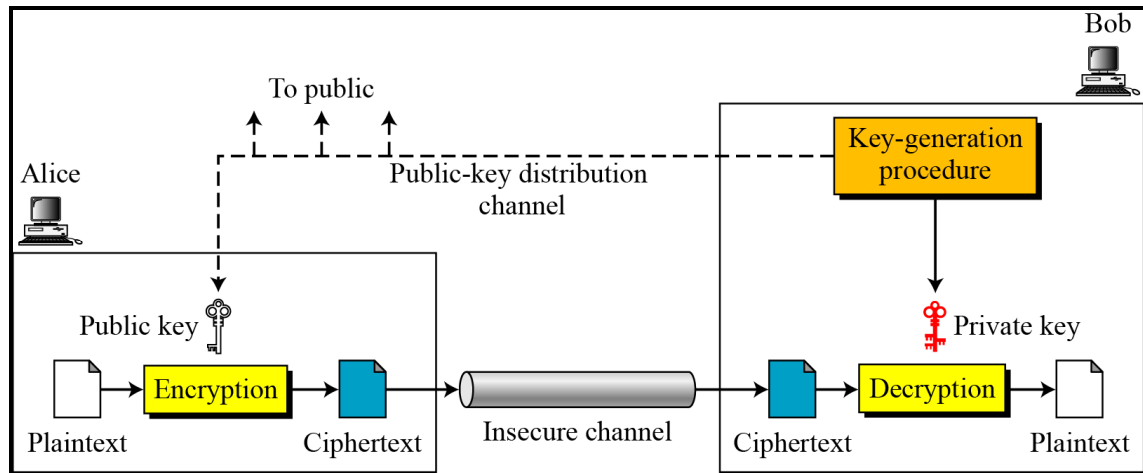 Bob
To public
Key-generation
procedure
Public-key distribution
channel
Alice
Public key
Private key
Encryption
Decryption
Plaintext
Ciphertext
Insecure channel
Ciphertext
Plaintext